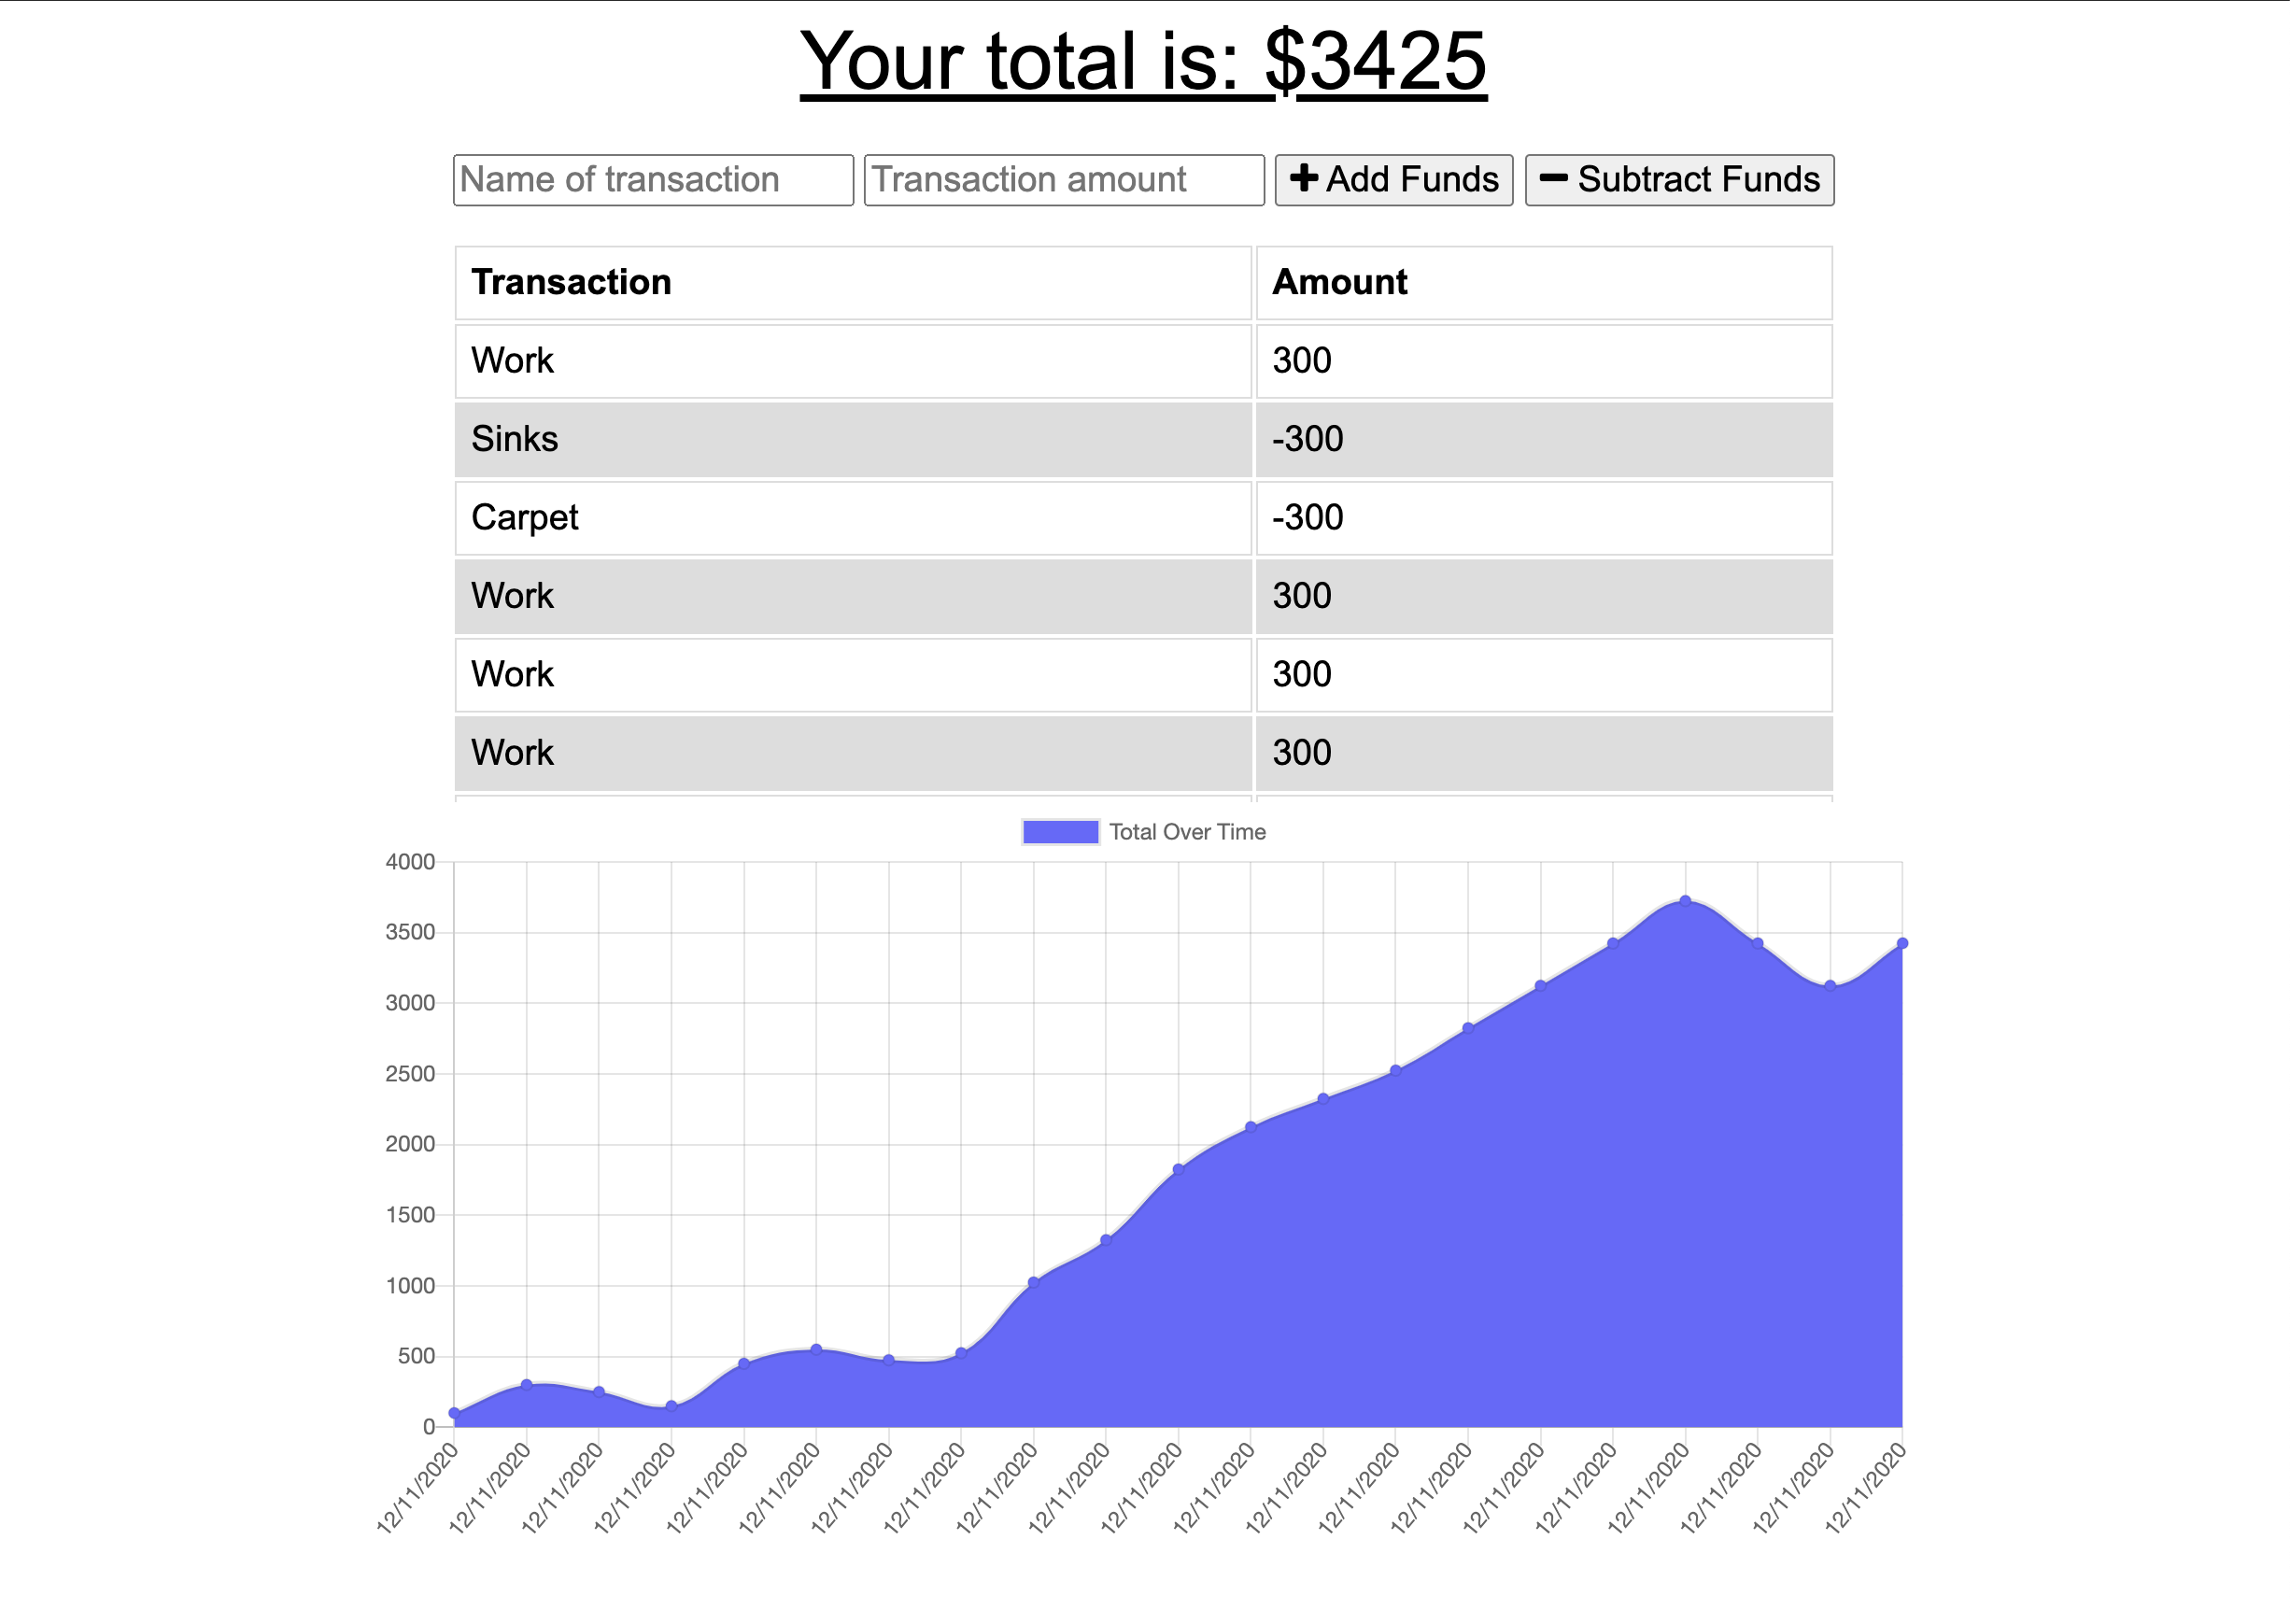 Your total is: $3425
Name of transaction Transaction amount Add Funds Subtract Funds
Transaction Amount
Work 300
Sinks -300
Carpet -300
Work 300
Work 300
Work 300
Total Over Time
4000
3500
3000
2500
2000
1500
1000
500
0
12/11/2020 12/11/2020 12/11/2020 12/11/2020 12/11/2020 12/11/2020 12/11/2020 12/11/2020 12/11/2020 12/11/2020 12/11/2020 12/11/2020 12/11/2020 12/11/2020 12/11/2020 12/11/2020 12/11/2020 12/11/2020 12/11/2020 12/11/2020 12/11/2020